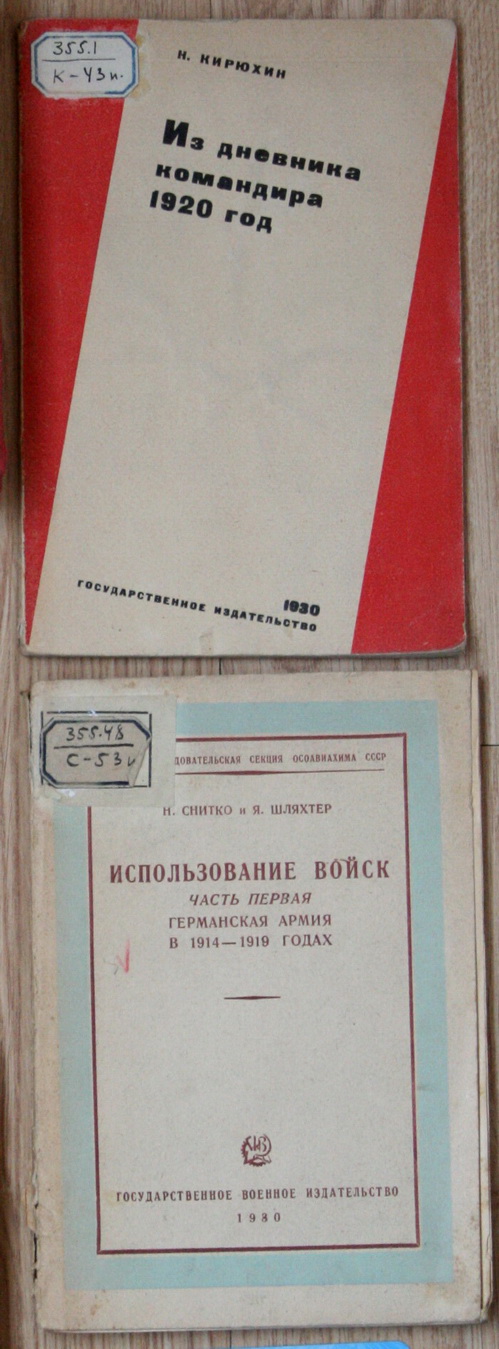 355.1
К-43и.
Н. КИРЮХИН
Из дневника
командира
1920 год
1930
ГОСУДАРСТВЕННОЕ ИЗДАТЕЛЬСТВО
355.48
С-53и
ДОВАТЕЛЬСКАЯ СЕКЦИЯ ОСОАВИАХИМА СССР
Н. СНИТКО и Я. ШЛЯХТЕР
ИСПОЛЬЗОВАНИЕ ВОЙСК
ЧАСТЬ ПЕРВАЯ
ГЕРМАНСКАЯ АРМИЯ
В 1914—1919 ГОДАХ
ГОСУДАРСТВЕННОЕ ВОЕННОЕ ИЗДАТЕЛЬСТВО
1930